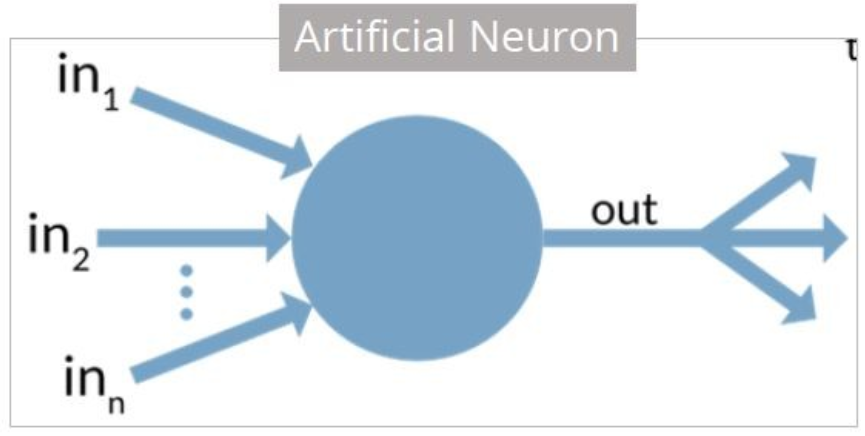 Artificial Neuron
in₁
out
in₂
inₙ